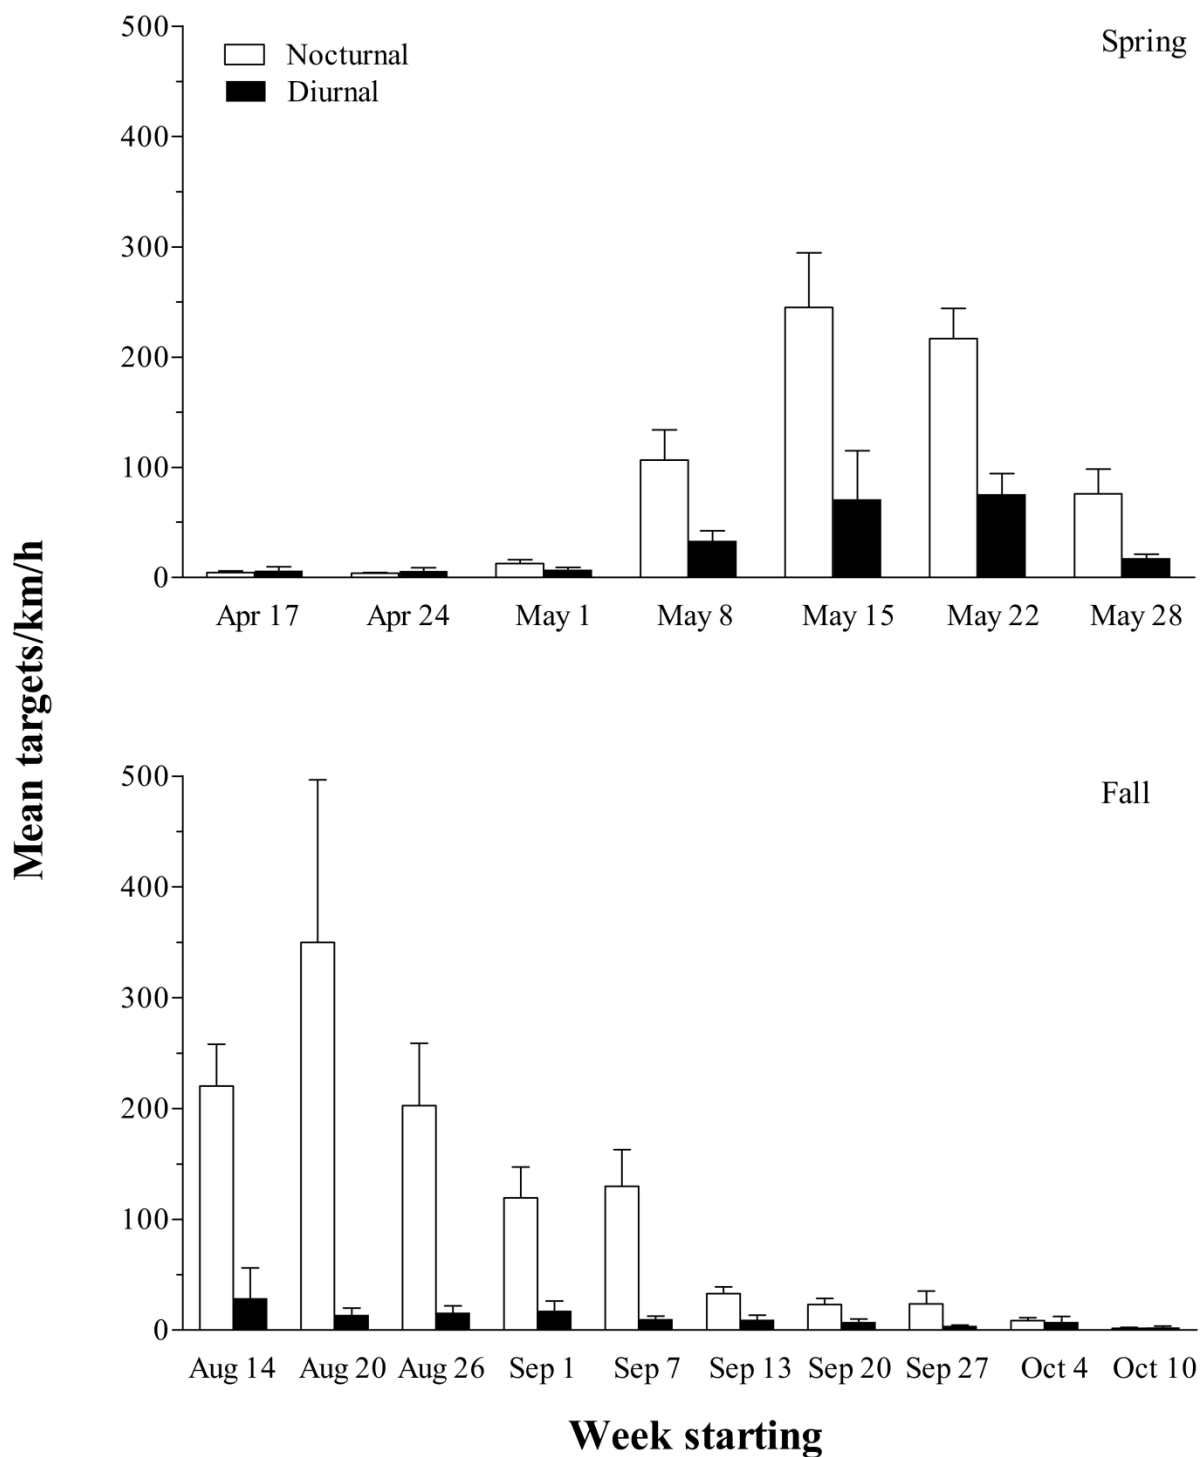 500
Spring
Nocturnal
Diurnal
400
300
200
100
0
Apr 17 Apr 24 May 1 May 8 May 15 May 22 May 28
Mean targets/km/h
500
Fall
400
300
200
100
0
Aug 14 Aug 20 Aug 26 Sep 1 Sep 7 Sep 13 Sep 20 Sep 27 Oct 4 Oct 10
Week starting